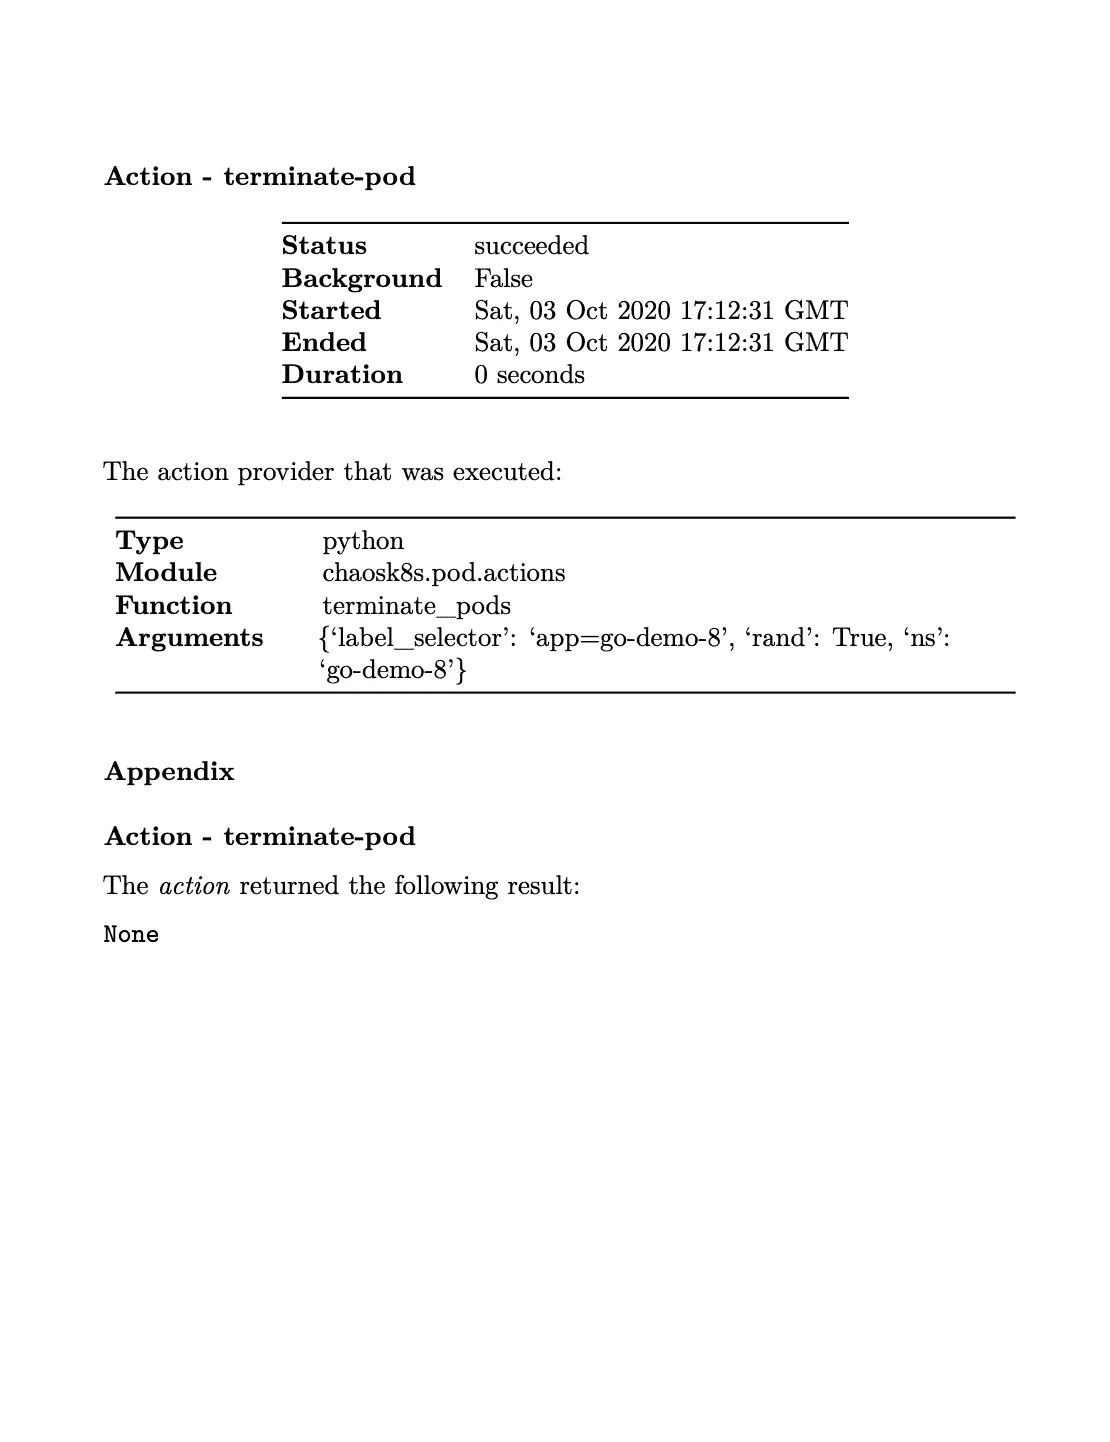 Action - terminate-pod
Status succeeded
Background False
Started Sat, 03 Oct 2020 17:12:31 GMT
Ended Sat, 03 Oct 2020 17:12:31 GMT
Duration 0 seconds
The action provider that was executed:
Type python
Module chaosk8s.pod.actions
Function terminate_pods
Arguments {‘label_selector’: ‘app=go-demo-8’, ‘rand’: True, ‘ns’:
‘go-demo-8’}
Appendix
Action - terminate-pod
The action returned the following result:
None